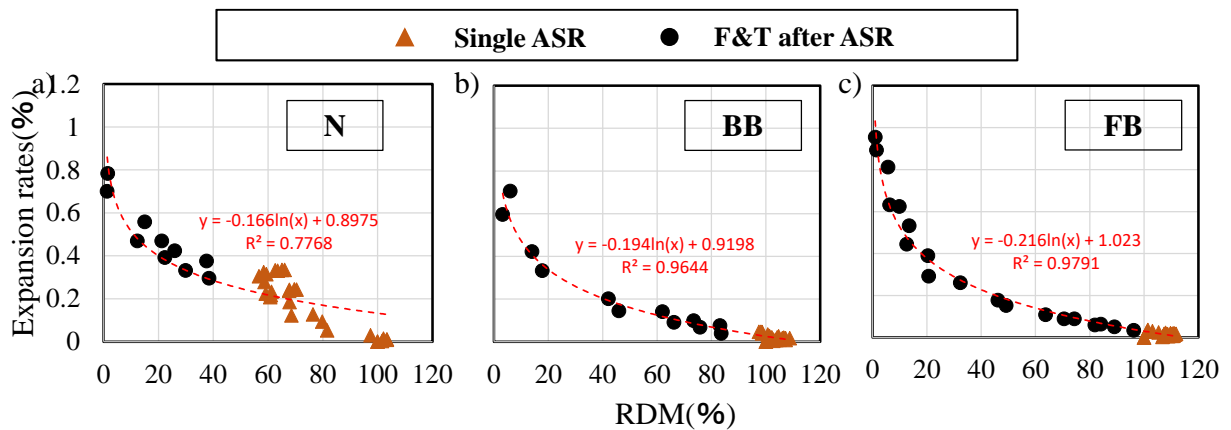 Single ASR F&T after ASR
a) b) c)
N BB FB
Expansion rates(%)
1.2
1
0.8
0.6
0.4
0.2
0
y = -0.166ln(x) + 0.8975
R² = 0.7768
y = -0.194ln(x) + 0.9198
R² = 0.9644
y = -0.216ln(x) + 1.023
R² = 0.9791
0 20 40 60 80 100 120
0 20 40 60 80 100 120
0 20 40 60 80 100 120
RDM(%)